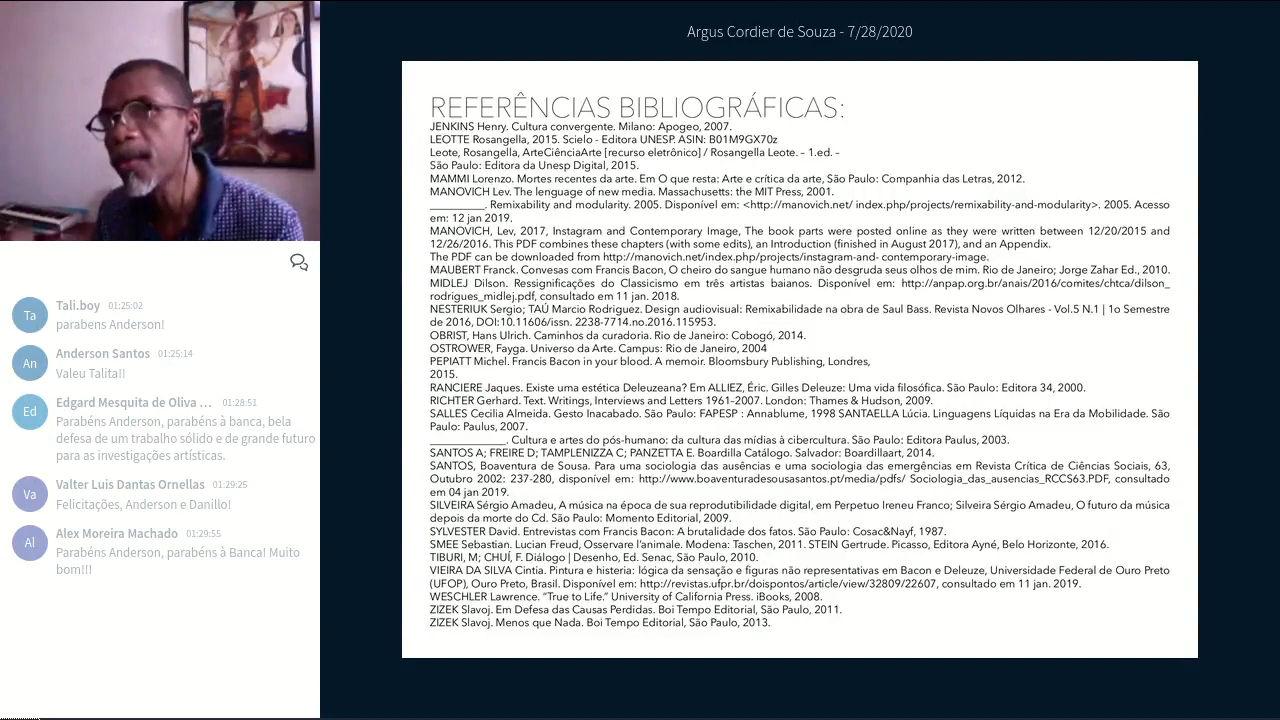 Argus Cordier de Souza - 7/28/2020
REFERÊNCIAS BIBLIOGRÁFICAS:
JENKINS Henry. Cultura convergente. Milano: Apogeo, 2007.
LEOTTE Rosangella, 2015. Scielo - Editora UNESP. ASIN: B01M9GX70z
Leote, Rosangella, ArteCiênciaArte [recurso eletrônico] / Rosangella Leote. – 1.ed. –
São Paulo: Editora da Unesp Digital, 2015.
MAMMI Lorenzo. Mortes recentes da arte. Em O que resta: Arte e crítica da arte, São Paulo: Companhia das Letras, 2012.
MANOVICH Lev. The lenguage of new media. Massachusetts: the MIT Press, 2001.
__________. Remixability and modularity. 2005. Disponível em: <http://manovich.net/ index.php/projects/remixability-and-modularity>. 2005. Acesso
em: 12 jan 2019.
MANOVICH, Lev, 2017, Instagram and Contemporary Image, The book parts were posted online as they were written between 12/20/2015 and
12/26/2016. This PDF combines these chapters (with some edits), an Introduction (finished in August 2017), and an Appendix.
The PDF can be downloaded from http://manovich.net/index.php/projects/instagram-and- contemporary-image.
MAUBERT Franck. Convesas com Francis Bacon, O cheiro do sangue humano não desgruda seus olhos de mim. Rio de Janeiro; Jorge Zahar Ed., 2010.
MIDLEJ Dilson. Ressignificações do Classicismo em três artistas baianos. Disponível em: http://anpap.org.br/anais/2016/comites/chtca/dilson_
rodrigues_midlej.pdf, consultado em 11 jan. 2018.
NESTERIUK Sergio; TAÚ Marcio Rodriguez. Design audiovisual: Remixabilidade na obra de Saul Bass. Revista Novos Olhares - Vol.5 N.1 | 1o Semestre
de 2016, DOI:10.11606/issn. 2238-7714.no.2016.115953.
OBRIST, Hans Ulrich. Caminhos da curadoria. Rio de Janeiro: Cobogó, 2014.
OSTROWER, Fayga. Universo da Arte. Campus: Rio de Janeiro, 2004
PEPIATT Michel. Francis Bacon in your blood. A memoir. Bloomsbury Publishing, Londres,
2015.
RANCIERE Jaques. Existe uma estética Deleuzeana? Em ALLIEZ, Éric. Gilles Deleuze: Uma vida filosófica. São Paulo: Editora 34, 2000.
RICHTER Gerhard. Text. Writings, Interviews and Letters 1961–2007. London: Thames & Hudson, 2009.
SALLES Cecilia Almeida. Gesto Inacabado. São Paulo: FAPESP : Annablume, 1998 SANTAELLA Lúcia. Linguagens Líquidas na Era da Mobilidade. São
Paulo: Paulus, 2007.
______________. Cultura e artes do pós-humano: da cultura das mídias à cibercultura. São Paulo: Editora Paulus, 2003.
SANTOS A; FREIRE D; TAMPLENIZZA C; PANZETTA E. Boardilla Catálogo. Salvador: Boardillaart, 2014.
SANTOS, Boaventura de Sousa. Para uma sociologia das ausências e uma sociologia das emergências em Revista Crítica de Ciências Sociais, 63,
Outubro 2002: 237-280, disponível em: http://www.boaventuradesousasantos.pt/media/pdfs/ Sociologia_das_ausencias_RCCS63.PDF, consultado
em 04 jan 2019.
SILVEIRA Sérgio Amadeu, A música na época de sua reprodutibilidade digital, em Perpetuo Ireneu Franco; Silveira Sérgio Amadeu, O futuro da música
depois da morte do Cd. São Paulo: Momento Editorial, 2009.
SYLVESTER David. Entrevistas com Francis Bacon: A brutalidade dos fatos. São Paulo: Cosac&Nayf, 1987.
SMEE Sebastian. Lucian Freud, Osservare l'animale. Modena: Taschen, 2011. STEIN Gertrude. Picasso, Editora Ayné, Belo Horizonte, 2016.
TIBURI, M; CHUÍ, F. Diálogo | Desenho, Ed. Senac, São Paulo, 2010.
VIEIRA DA SILVA Cintia. Pintura e histeria: lógica da sensação e figuras não representativas em Bacon e Deleuze, Universidade Federal de Ouro Preto
(UFOP), Ouro Preto, Brasil. Disponível em: http://revistas.ufpr.br/doispontos/article/view/32809/22607, consultado em 11 jan. 2019.
WESCHLER Lawrence. "True to Life." University of California Press. iBooks, 2008.
ZIZEK Slavoj. Em Defesa das Causas Perdidas. Boi Tempo Editorial, São Paulo, 2011.
ZIZEK Slavoj. Menos que Nada. Boi Tempo Editorial, São Paulo, 2013.
Ta
Tali.boy 01:25:02
parabens Anderson!
An
Anderson Santos 01:25:14
Valeu Talita!!
Ed
Edgard Mesquita de Oliva ... 01:28:51
Parabéns Anderson, parabéns à banca, bela
defesa de um trabalho sólido e de grande futuro
para as investigações artísticas.
Va
Valter Luis Dantas Ornellas 01:29:25
Felicitações, Anderson e Danillo!
Al
Alex Moreira Machado 01:29:55
Parabéns Anderson, parabéns à Banca! Muito
bom!!!